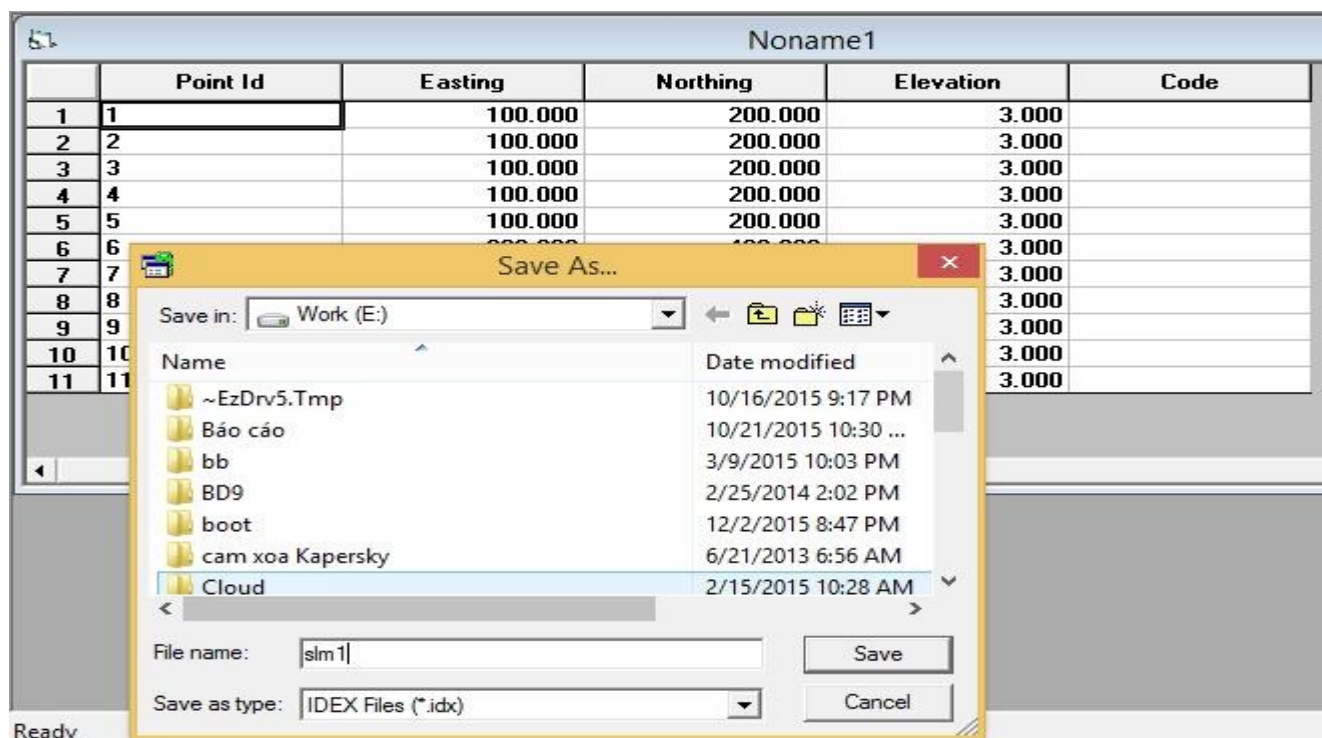 Noname1
Point Id Easting Northing Elevation Code
1 1 100.000 200.000 3.000
2 2 100.000 200.000 3.000
3 3 100.000 200.000 3.000
4 4 100.000 200.000 3.000
5 5 100.000 200.000 3.000
6 6 3.000
7 7 3.000
8 8 3.000
9 9 3.000
10 10 3.000
11 11 3.000
Save As...
Save in: Work (E:)
Name Date modified
~EzDrv5.Tmp 10/16/2015 9:17 PM
Báo cáo 10/21/2015 10:30 ...
bb 3/9/2015 10:03 PM
BD9 2/25/2014 2:02 PM
boot 12/2/2015 8:47 PM
cam xoa Kapersky 6/21/2013 6:56 AM
Cloud 2/15/2015 10:28 AM
File name: slm1
Save
Save as type: IDEX Files (*.idx)
Cancel
Ready